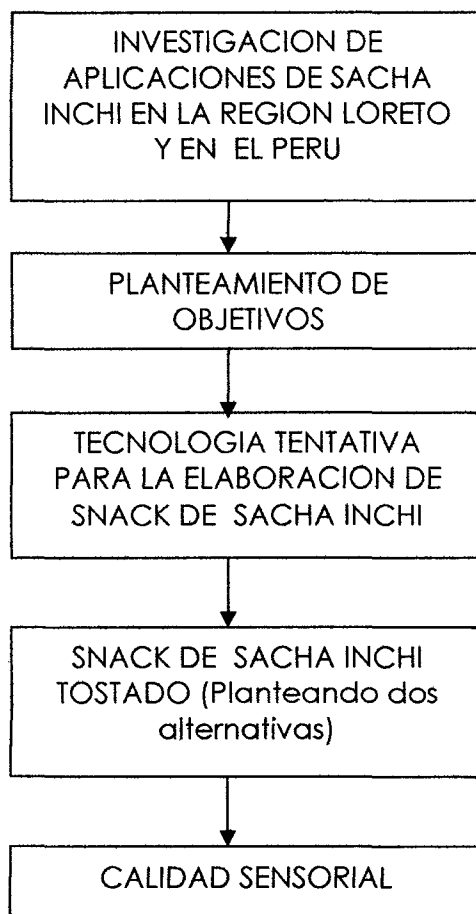 INVESTIGACION DE
APLICACIONES DE SACHA
INCHI EN LA REGION LORETO
Y EN EL PERU
PLANTEAMIENTO DE
OBJETIVOS
TECNOLOGIA TENTATIVA
PARA LA ELABORACION DE
SNACK DE SACHA INCHI
SNACK DE SACHA INCHI
TOSTADO (Planteando dos
alternativas)
CALIDAD SENSORIAL